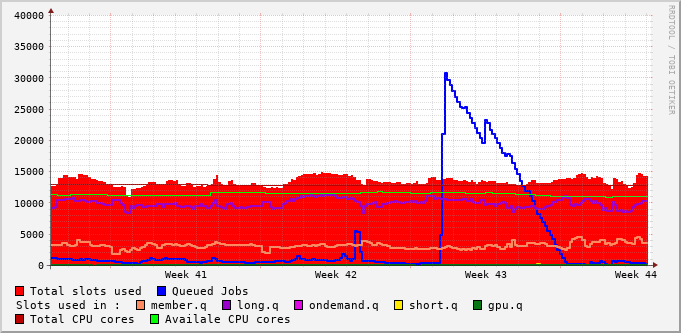 40000
35000
30000
25000
20000
15000
10000
5000
0
Week 41 Week 42 Week 43 Week 44
RRDTOOL / TOBI OETIKER
Total slots used Queued Jobs
Slots used in : member.q long.q ondemand.q short.q gpu.q
Total CPU cores Availale CPU cores